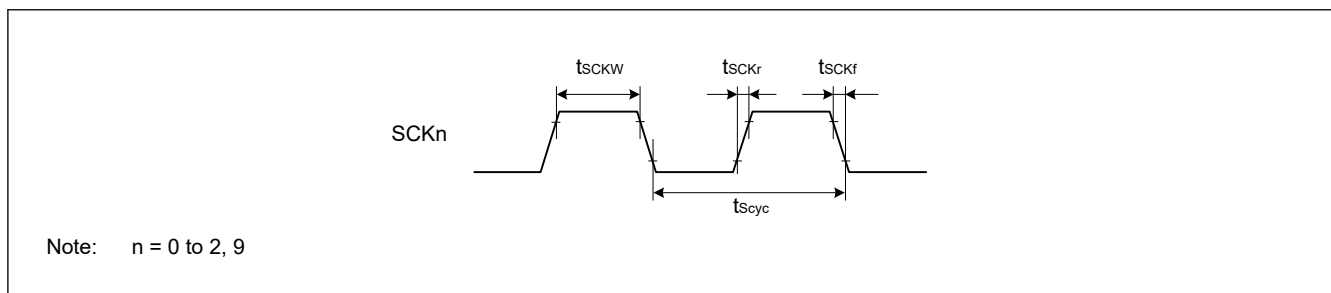 tSCKW tSCKr tSCKf
SCKn
tScyc
Note: n = 0 to 2, 9